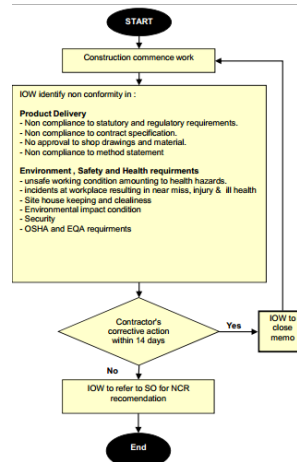 START
Construction commence work
IOW identify non conformity in :
Product Delivery
- Non compliance to statutory and regulatory requirements.
- Non compliance to contract specification.
- No approval to shop drawings and material.
- Non compliance to method statement
Environment , Safety and Health requirments
- unsafe working condition amounting to health hazards.
- incidents at workplace resulting in near miss, injury & ill health
- Site house keeping and clealiness
- Environmental impact condition
- Security
- OSHA and EQA requirments
Contractor's
corrective action
within 14 days
Yes
IOW to
close
memo
No
IOW to refer to SO for NCR
recomendation
End